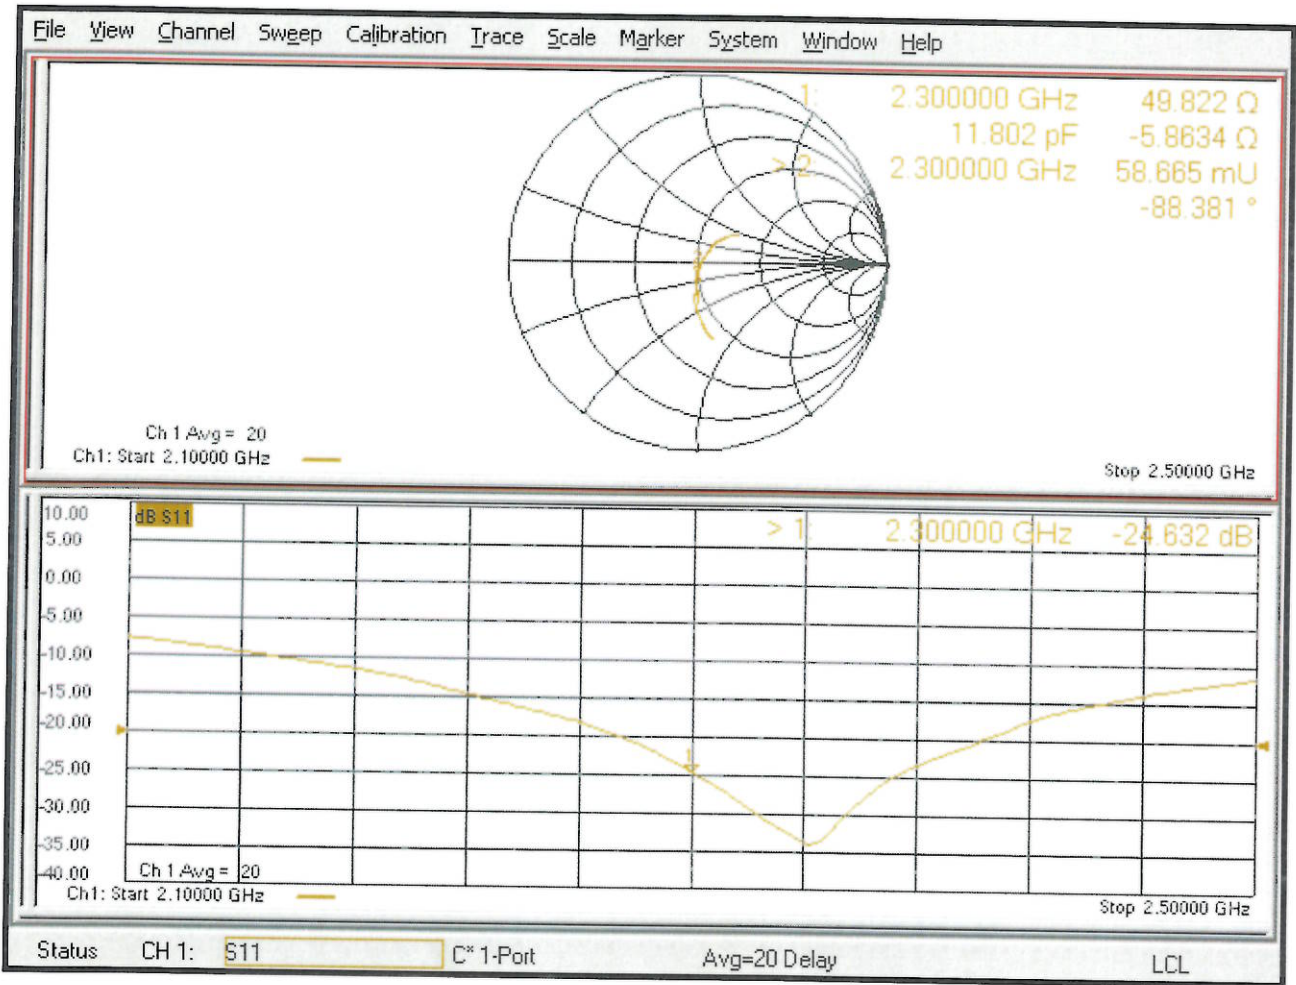 File View Channel Sweep Calibration Trace Scale Marker System Window Help
1: 2.300000 GHz 49.822 Ω
11.802 pF -5.8634 Ω
> 2: 2.300000 GHz 58.665 mU
-88.381 °
Ch 1 Avg = 20
Ch1: Start 2.10000 GHz
Stop 2.50000 GHz
10.00
dB S11
> 1: 2.300000 GHz -24.632 dB
5.00
0.00
-5.00
-10.00
-15.00
-20.00
1
-25.00
-30.00
-35.00
-40.00
Ch 1 Avg = 20
Ch1: Start 2.10000 GHz
Stop 2.50000 GHz
Status CH 1: S11 C* 1-Port Avg=20 Delay LCL